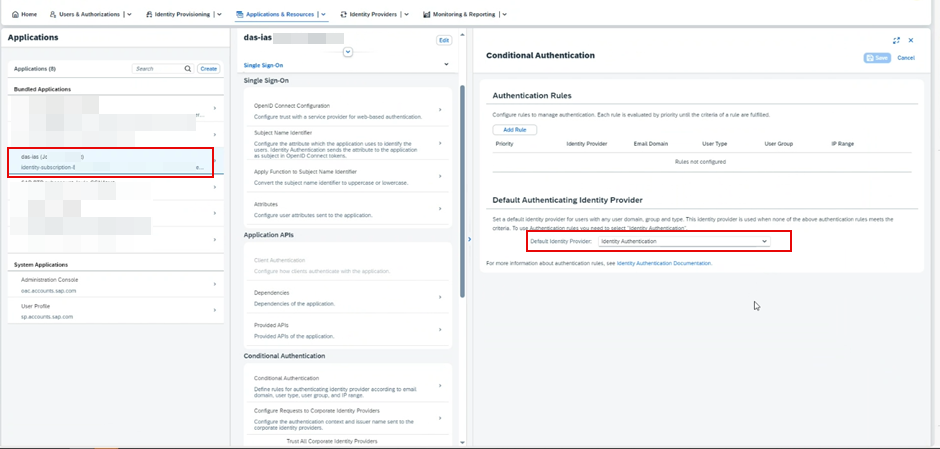 Home Users & Authorizations Identity Provisioning Applications & Resources Identity Providers Monitoring & Reporting
Applications
Applications (8) Search Create
Bundled Applications
das-ias
Identity-subscription-
System Applications
Administration Console
oac.accounts.sap.com
User Profile
sp.accounts.sap.com
das-ias
Edit
Single Sign-On
Single Sign-On
OpenID Connect Configuration
Configure trust with a service provider for web-based authentication.
Subject Name Identifier
Configure the attribute which the application uses to identify the
users. Identity Authentication sends the attribute to the application
as subject in OpenID Connect tokens.
Apply Function to Subject Name Identifier
Convert the subject name identifier to uppercase or lowercase.
Attributes
Configure user attributes sent to the application.
Application APIs
Client Authentication
Configure how clients authenticate with the application.
Dependencies
Dependencies of the application.
Provided APIs
Provided APIs of the application.
Conditional Authentication
Conditional Authentication
Define rules for authenticating identity provider according to email
domain, user type, user group, and IP range.
Configure Requests to Corporate Identity Providers
Configure the authentication context and issuer name sent to the
corporate identity providers.
Trust All Corporate Identity Providers
Conditional Authentication
Save Cancel
Authentication Rules
Configure rules to manage authentication. Each rule is evaluated by priority until the criteria of a rule are fulfilled.
Add Rule
Priority Identity Provider Email Domain User Type User Group IP Range
Rules not configured
Default Authenticating Identity Provider
Set a default identity provider for users with any user domain, group and type. This identity provider is used when none of the above authentication rules meets the
criteria. To use Authentication rules you need to select "Identity Authentication".
Default Identity Provider: Identity Authentication
For more information about authentication rules, see Identity Authentication Documentation.